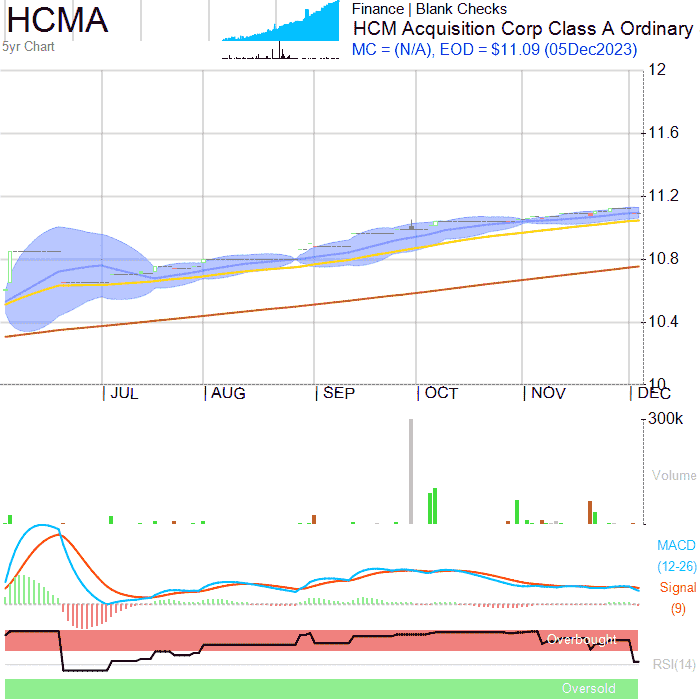 HCMA
5yr Chart
Finance | Blank Checks
HCM Acquisition Corp Class A Ordinary
MC = (N/A), EOD = $11.09 (05Dec2023)
12
11.6
11.2
10.8
10.4
10
JUL AUG SEP OCT NOV DEC
300k
Volume
MACD
(12-26)
Signal
(9)
Overbought
RSI(14)
Oversold